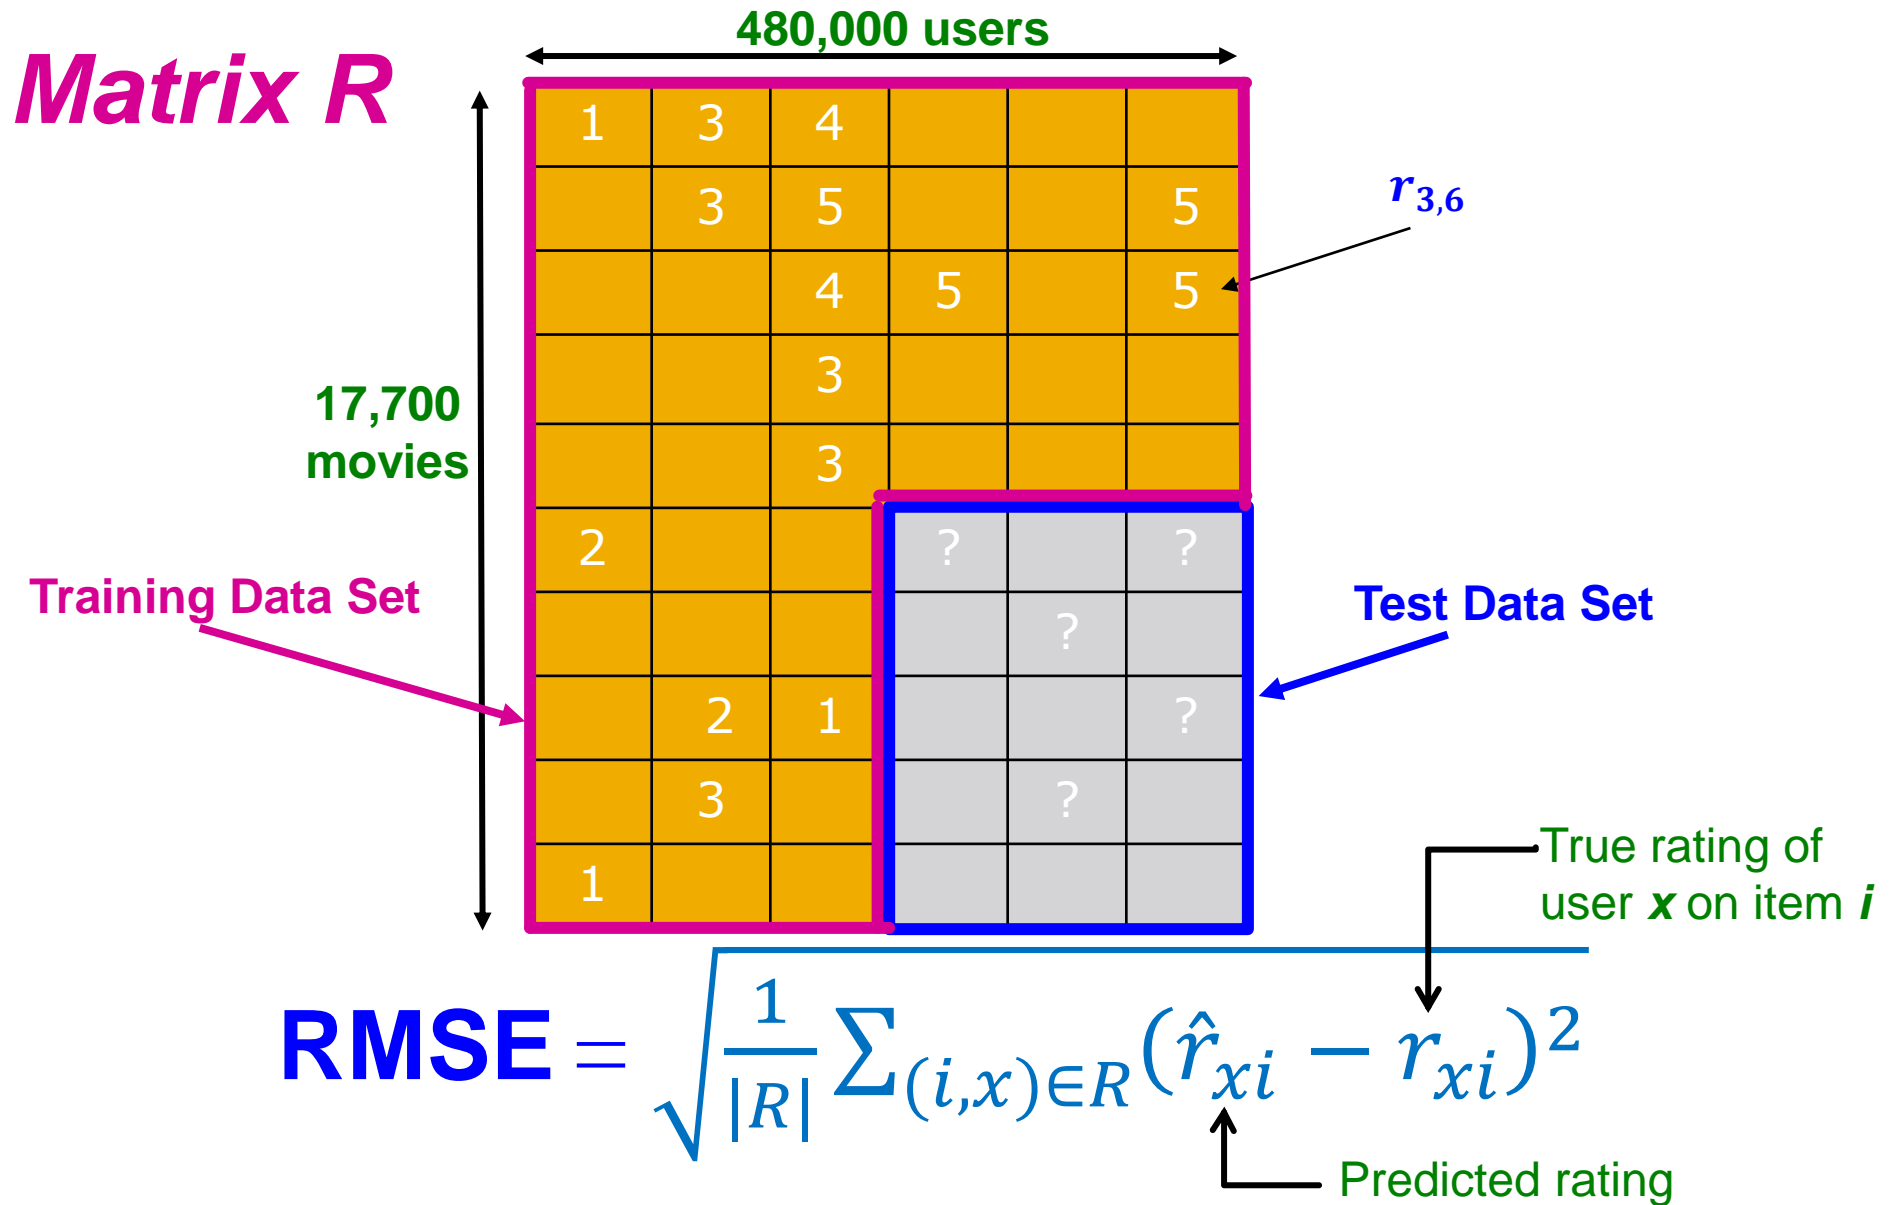 Matrix R
480,000 users
17,700
movies
1 3 4
3 5 5
4 5 5
3
3
2 ? ?
?
2 1 ?
3 ?
1
r₃,₆
Training Data Set
Test Data Set
True rating of
user x on item i
RMSE = √(1/|R| ∑₍ᵢ,ₓ₎∈R (r̂ₓᵢ − rₓᵢ)²)
Predicted rating